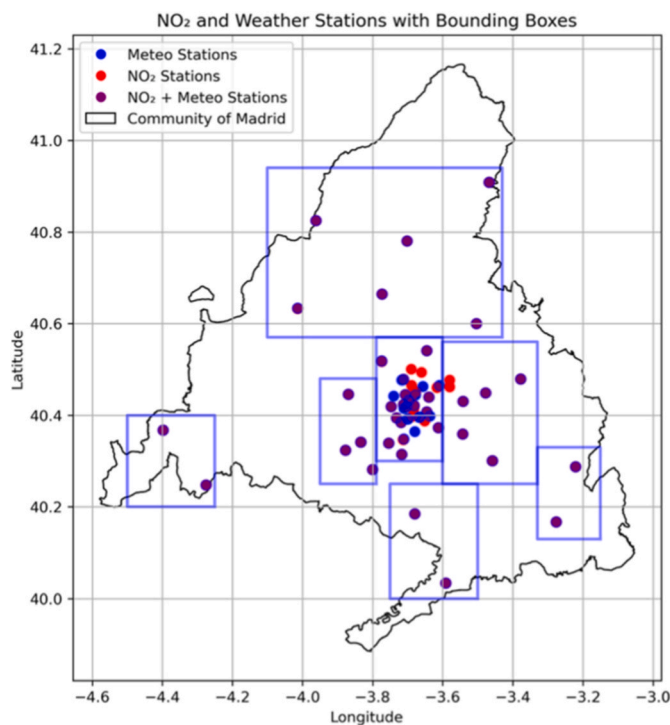 NO₂ and Weather Stations with Bounding Boxes
Meteo Stations
NO₂ Stations
NO₂ + Meteo Stations
Community of Madrid
41.2
41.0
40.8
40.6
40.4
40.2
40.0
Latitude
−4.6 −4.4 −4.2 −4.0 −3.8 −3.6 −3.4 −3.2 −3.0
Longitude